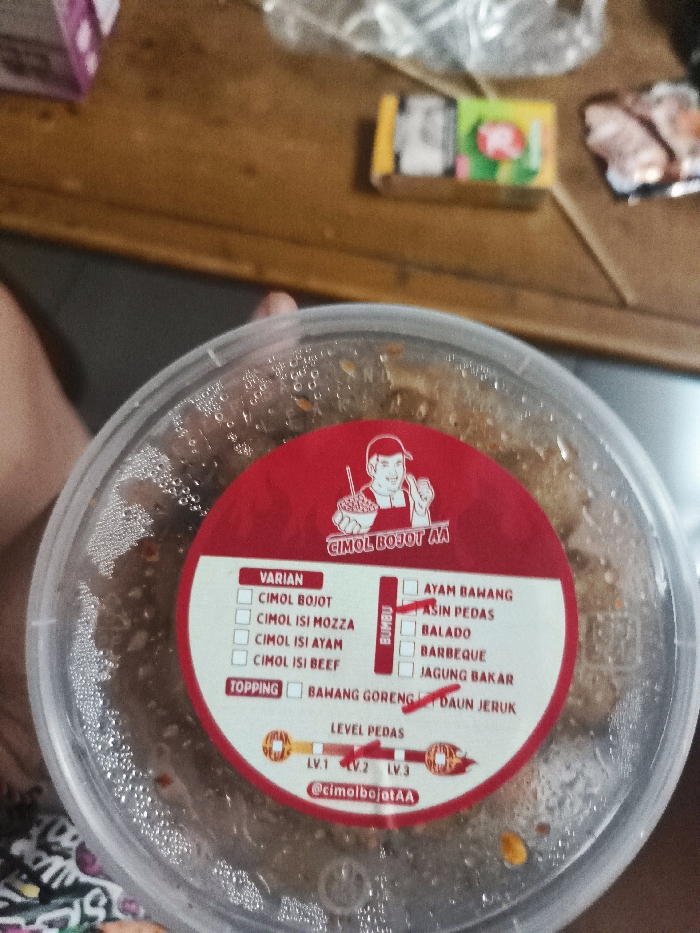 CIMOL BOJOT AA
VARIAN
CIMOL BOJOT
CIMOL ISI MOZZA
CIMOL ISI AYAM
CIMOL ISI BEEF
BUMBU
AYAM BAWANG
ASIN PEDAS
BALADO
BARBEQUE
JAGUNG BAKAR
TOPPING BAWANG GORENG DAUN JERUK
LEVEL PEDAS
LV.1 LV.2 LV.3
@cimolbojotAA